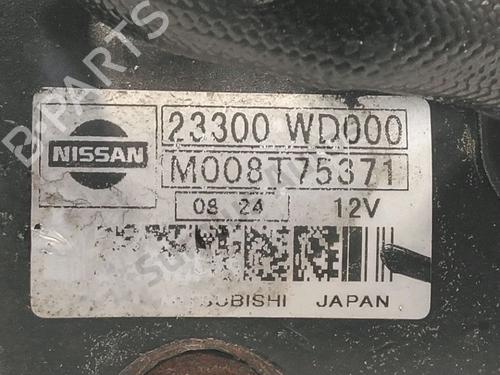 23300 WD000
NISSAN
M008T75371
08 24 12V
JAPAN
B-PARTS